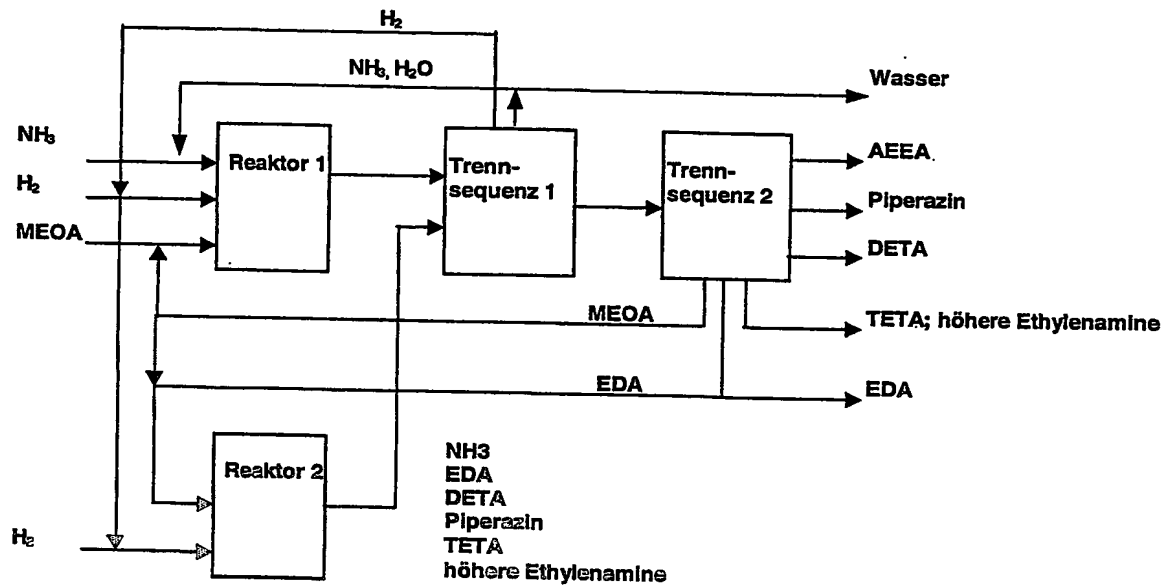 H₂
NH₃, H₂O
Wasser
NH₃
Reaktor 1
Trenn-
sequenz 1
Trenn-
sequenz 2
AEEA
H₂
Piperazin
MEOA
DETA
MEOA
TETA; höhere Ethylenamine
EDA
EDA
Reaktor 2
NH3
EDA
DETA
Piperazin
TETA
höhere Ethylenamine
H₂